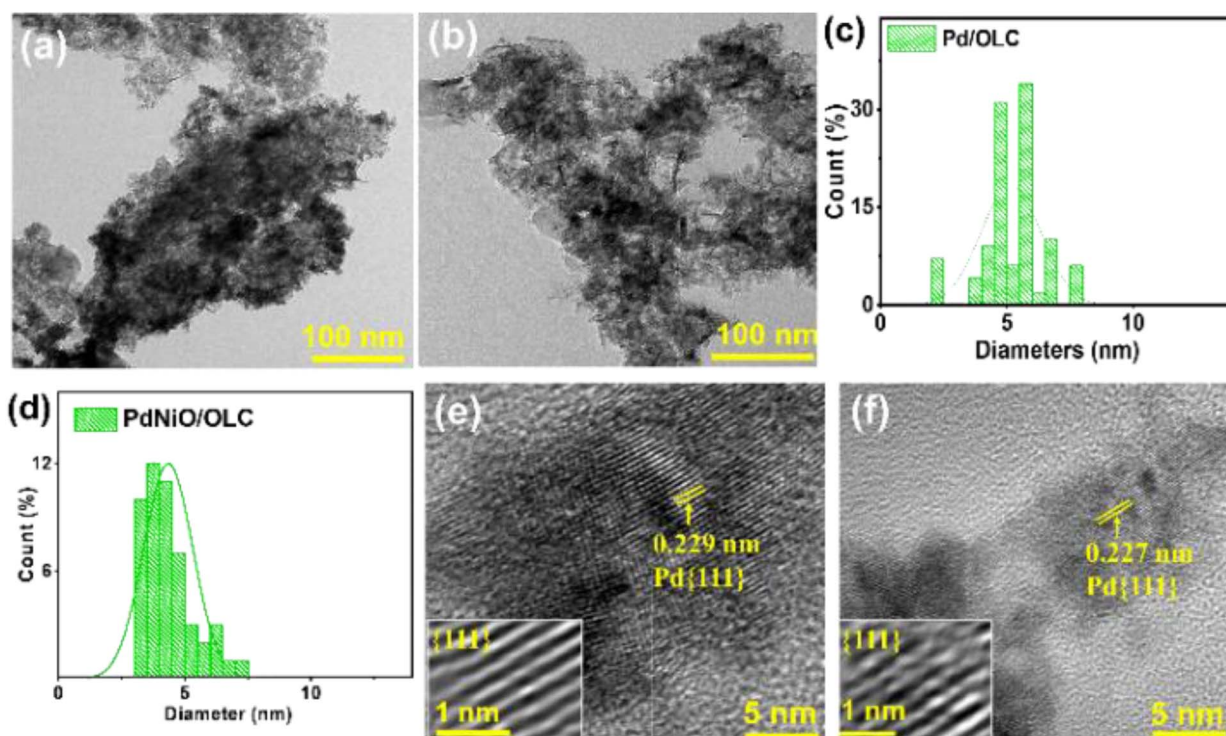 (a)
100 nm
(b)
100 nm
(c)
Pd/OLC
Count (%)
30
15
0
0
5
10
Diameters (nm)
(d)
PdNiO/OLC
Count (%)
12
6
0
5
10
Diameter (nm)
(e)
0.229 nm
Pd{111}
{111}
1 nm
5 nm
(f)
0.227 nm
Pd{111}
{111}
1 nm
5 nm